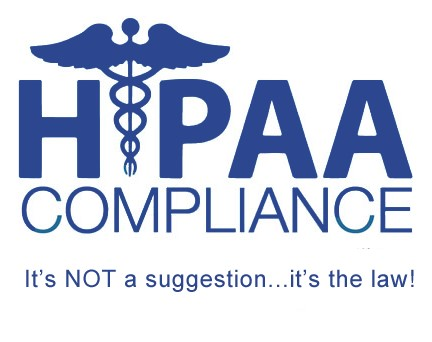 HIPAA
COMPLIANCE
It's NOT a suggestion...it's the law!